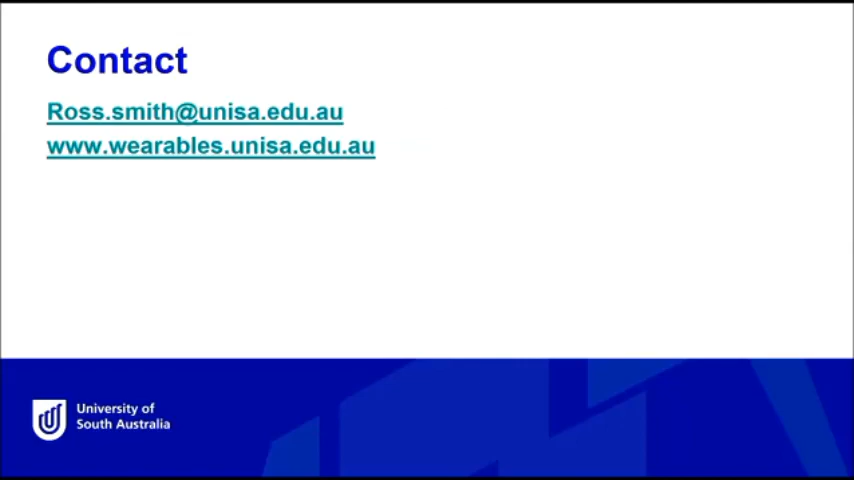 Contact
Ross.smith@unisa.edu.au
www.wearables.unisa.edu.au
University of
South Australia